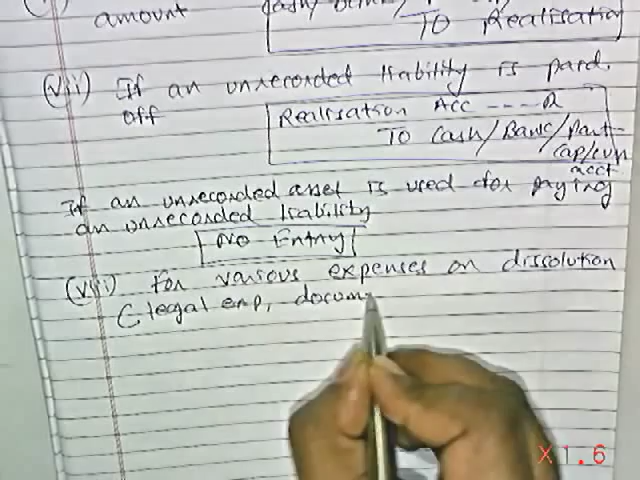 amount
To Realisation
(vii) If an unrecorded liability is paid
off
Realisation Acc ---- Dr
To Cash/Bank/Part
cap/curr
acct
If an unrecorded asset is used for paying
an unrecorded liability
No Entry
(viii) For various expenses on dissolution
(legal exp, docum
X1.6